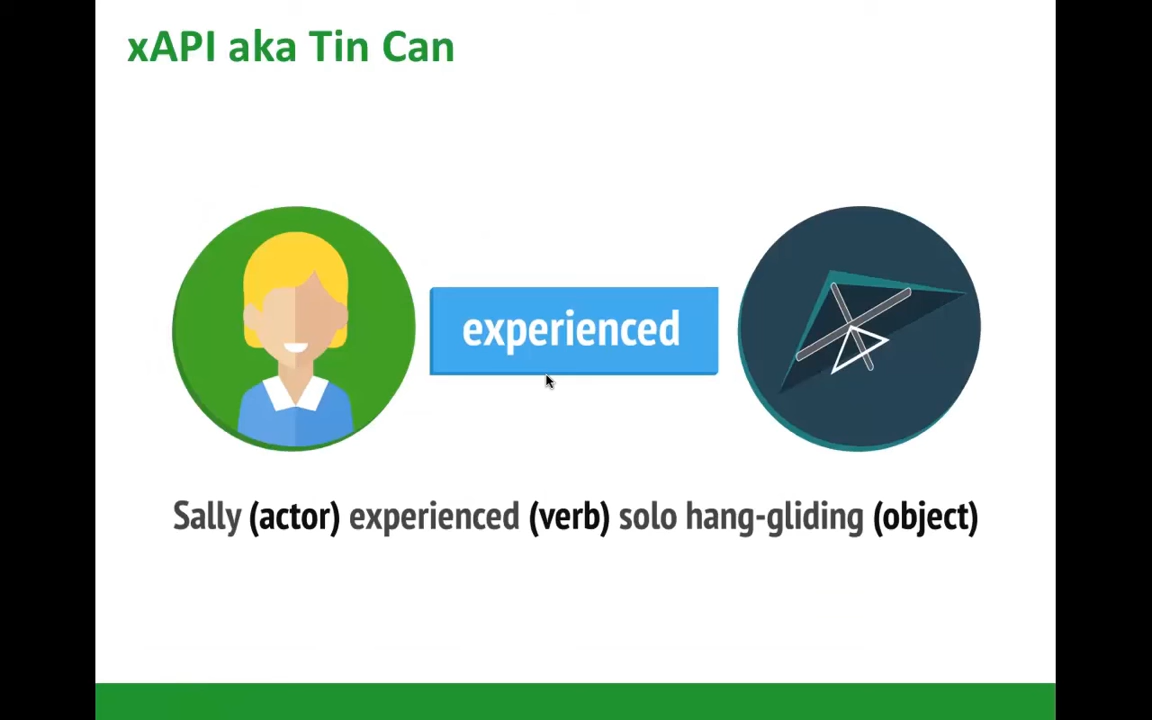 xAPI aka Tin Can
experienced
Sally (actor) experienced (verb) solo hang-gliding (object)